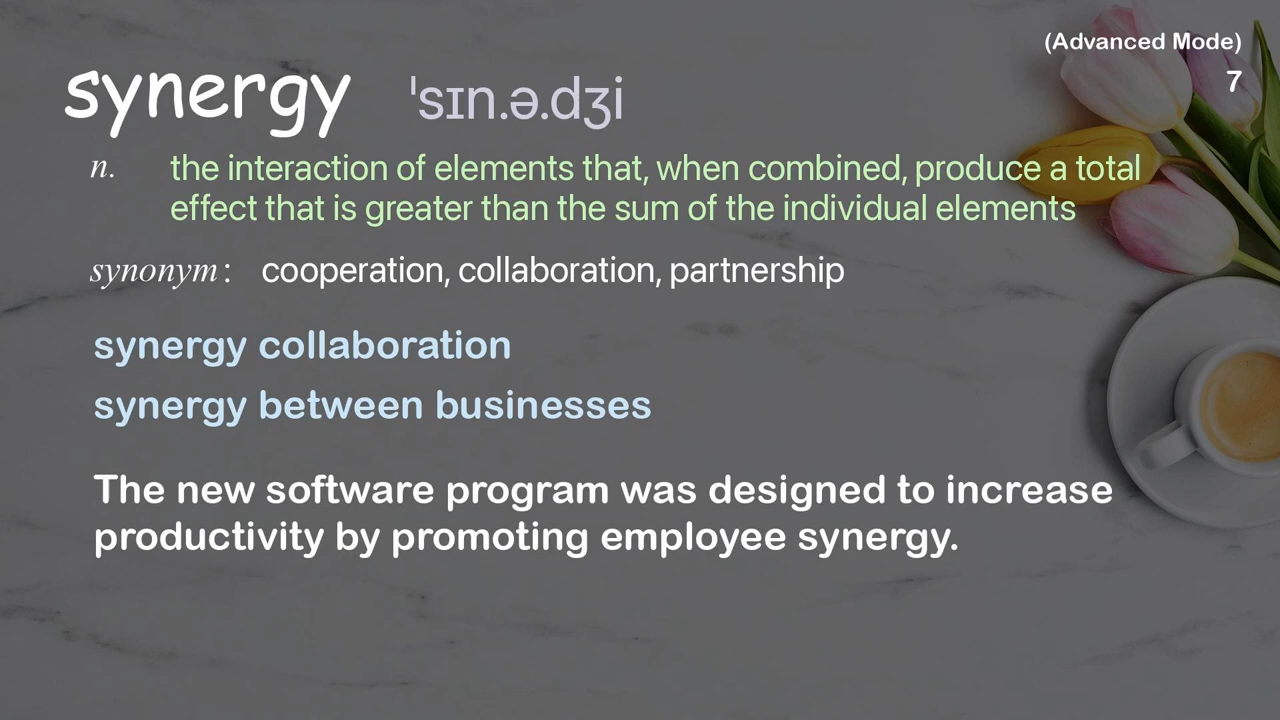 (Advanced Mode)
7
synergy ˈsɪn.ə.dʒi
n. the interaction of elements that, when combined, produce a total
effect that is greater than the sum of the individual elements
synonym: cooperation, collaboration, partnership
synergy collaboration
synergy between businesses
The new software program was designed to increase
productivity by promoting employee synergy.